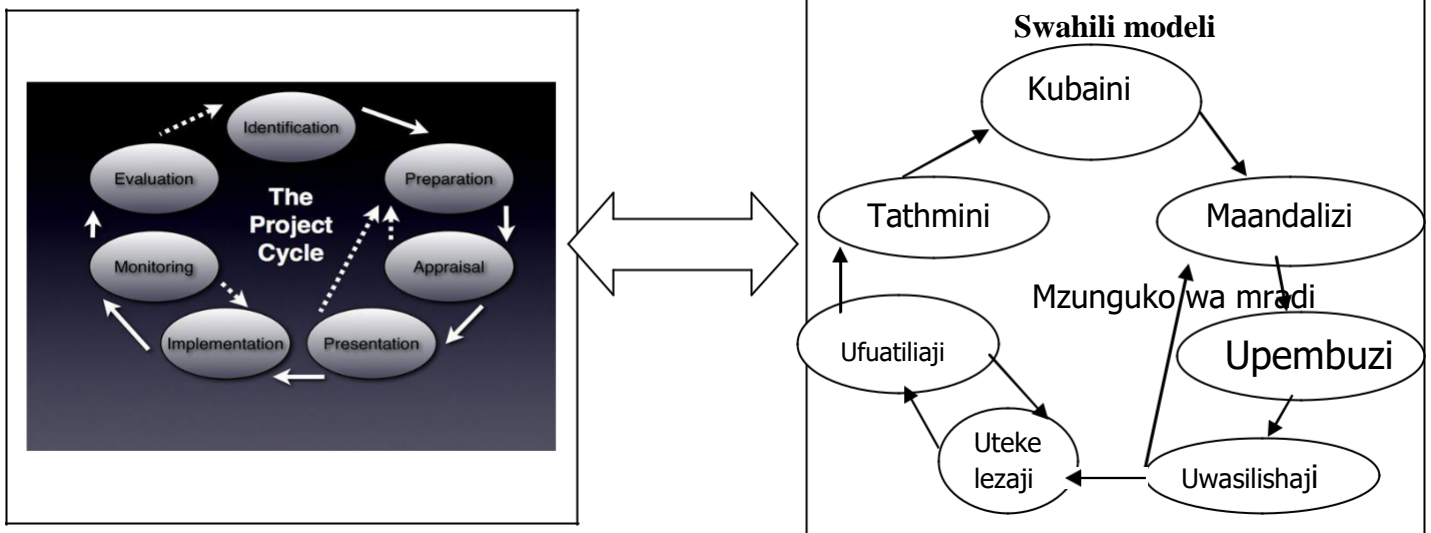 Identification
Preparation
Appraisal
Presentation
Implementation
Monitoring
Evaluation
The
Project
Cycle
Swahili modeli
Kubaini
Maandalizi
Upembuzi
Uwasilishaji
Uteke
lezaji
Ufuatiliaji
Tathmini
Mzunguko wa mradi